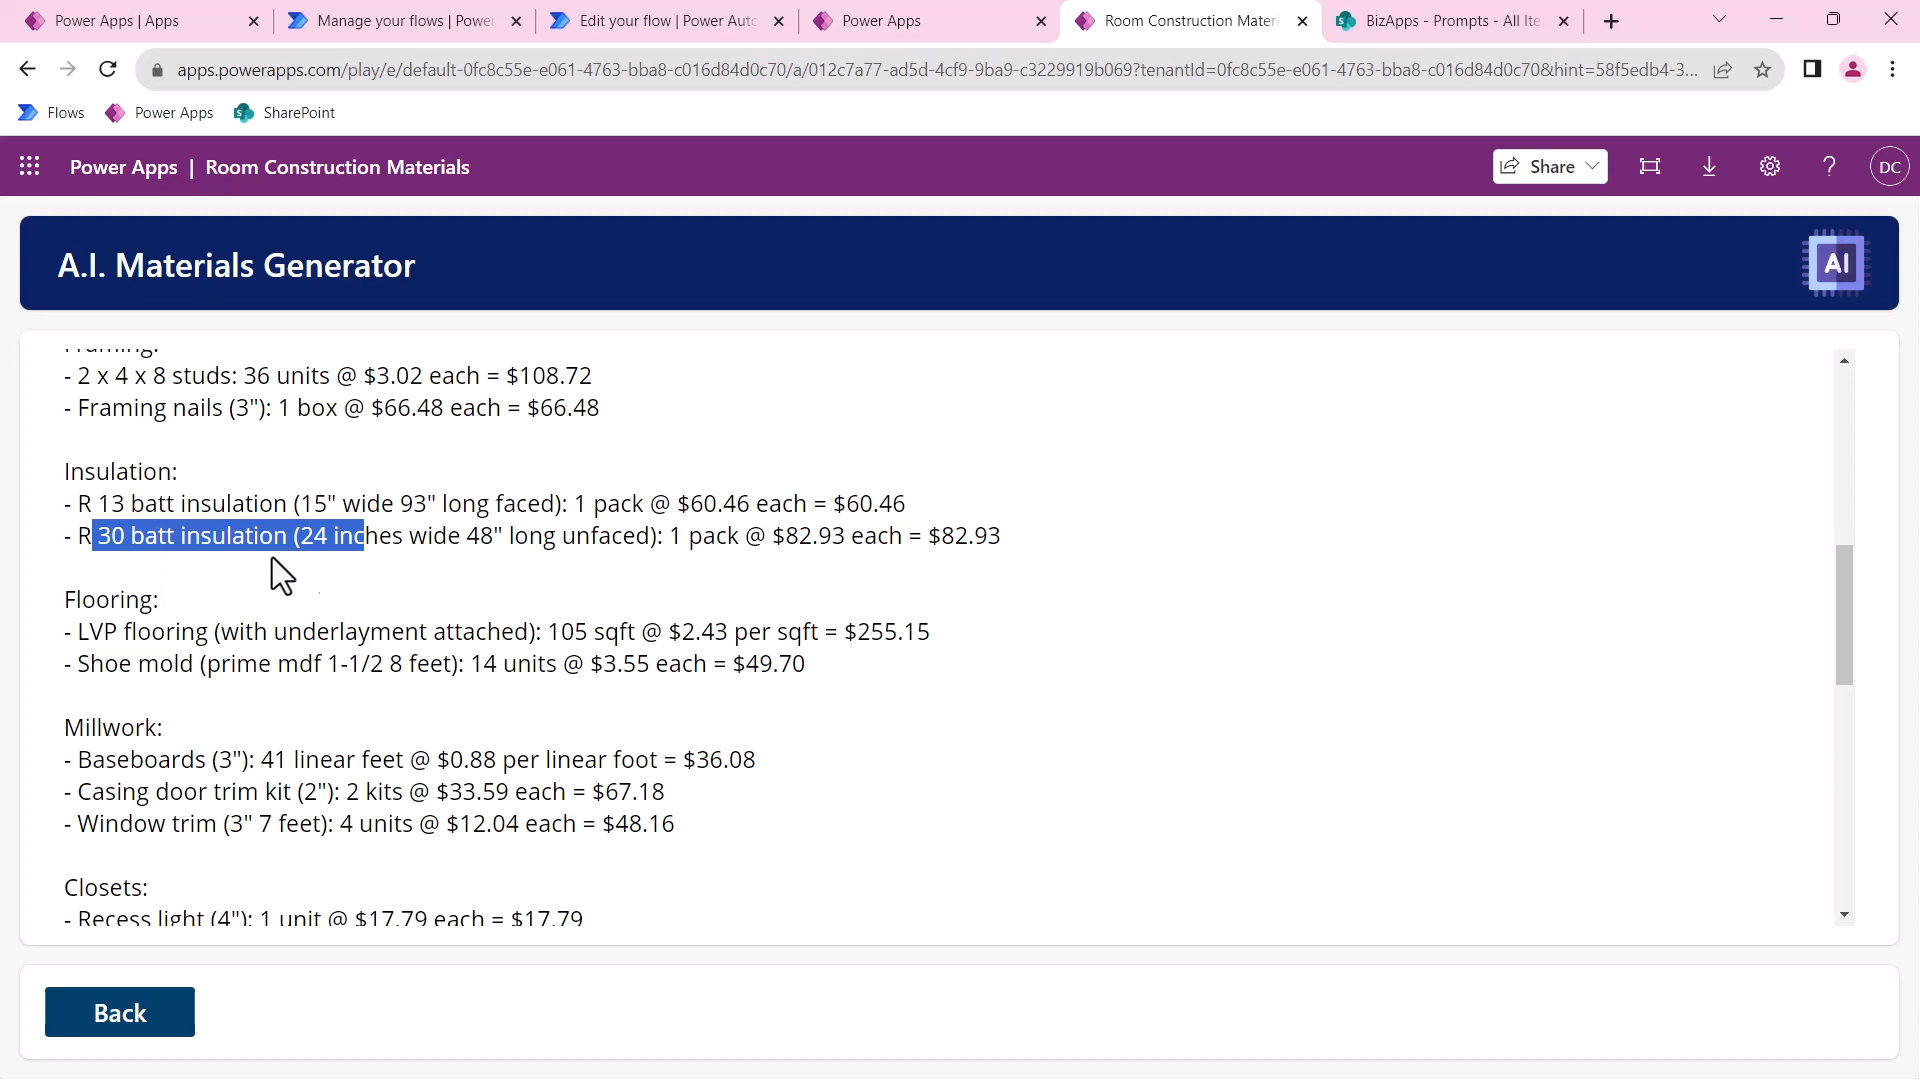 Power Apps | Apps
Manage your flows | Power
Edit your flow | Power Auto
Power Apps
Room Construction Materi
BizApps - Prompts - All Ite
apps.powerapps.com/play/e/default-0fc8c55e-e061-4763-bba8-c016d84d0c70/a/012c7a77-ad5d-4cf9-9ba9-c3229919b069?tenantId=0fc8c55e-e061-4763-bba8-c016d84d0c70&hint=58f5edb4-3...
Flows
Power Apps
SharePoint
Power Apps | Room Construction Materials
Share
DC
A.I. Materials Generator
AI
Framing:
- 2 x 4 x 8 studs: 36 units @ $3.02 each = $108.72
- Framing nails (3"): 1 box @ $66.48 each = $66.48
Insulation:
- R 13 batt insulation (15" wide 93" long faced): 1 pack @ $60.46 each = $60.46
- R 30 batt insulation (24 inches wide 48" long unfaced): 1 pack @ $82.93 each = $82.93
Flooring:
- LVP flooring (with underlayment attached): 105 sqft @ $2.43 per sqft = $255.15
- Shoe mold (prime mdf 1-1/2 8 feet): 14 units @ $3.55 each = $49.70
Millwork:
- Baseboards (3"): 41 linear feet @ $0.88 per linear foot = $36.08
- Casing door trim kit (2"): 2 kits @ $33.59 each = $67.18
- Window trim (3" 7 feet): 4 units @ $12.04 each = $48.16
Closets:
- Recess light (4"): 1 unit @ $17.79 each = $17.79
Back